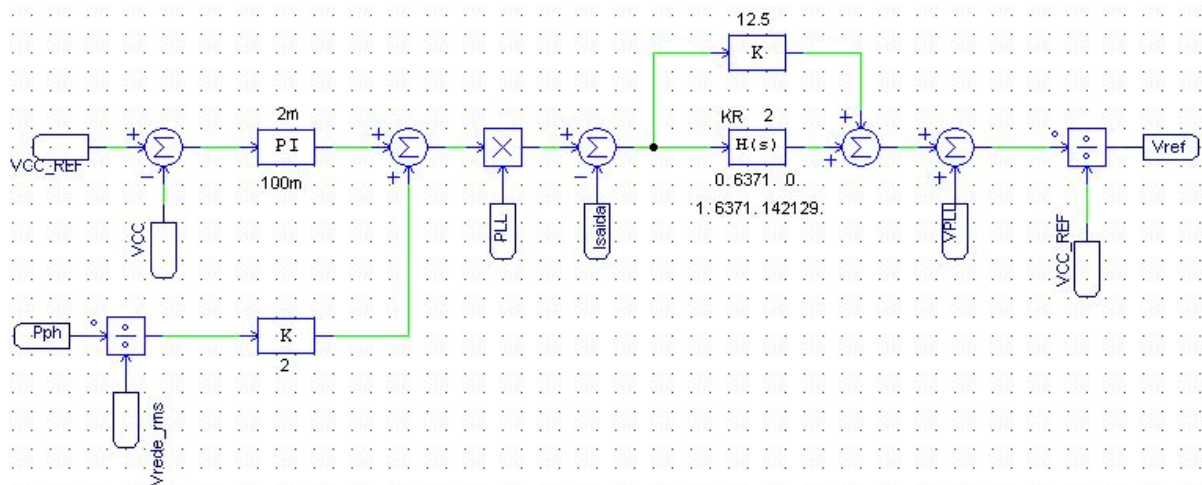 12.5
K
2m
KR 2
VCC_REF
PI
H(s)
Vref
100m
0.6371. .0..
1.6371.142129.
VCC
PLL
Isaida
VPLL
VCC_REF
Pph
K
2
Vrede_rms